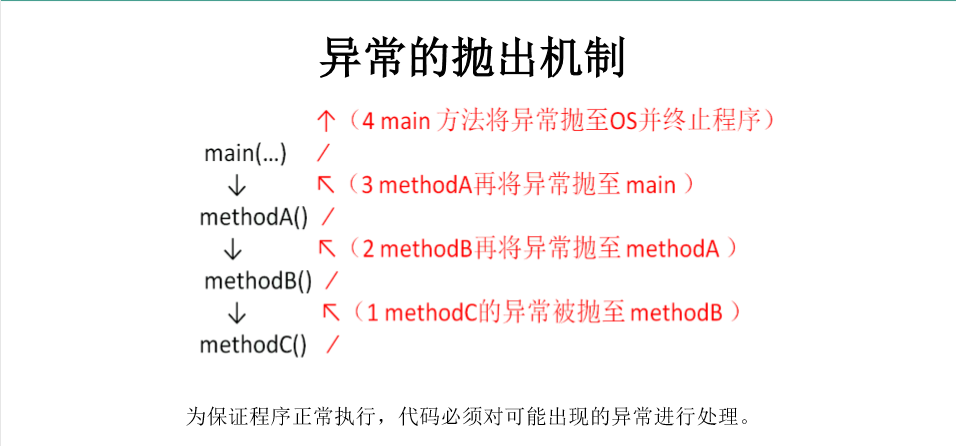 异常的抛出机制
↑（4 main 方法将异常抛至OS并终止程序）
main(...) /
↓ ↖（3 methodA再将异常抛至 main ）
methodA() /
↓ ↖（2 methodB再将异常抛至 methodA ）
methodB() /
↓ ↖（1 methodC的异常被抛至 methodB ）
methodC() /
为保证程序正常执行，代码必须对可能出现的异常进行处理。